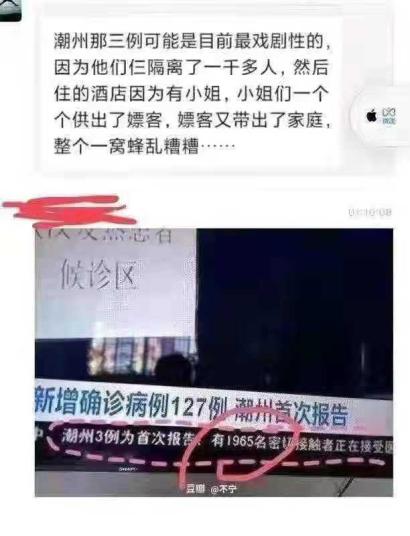 潮州那三例可能是目前最戏剧性的，
因为他们仨隔离了一千多人，然后
住的酒店因为有小姐，小姐们一个
个供出了嫖客，嫖客又带出了家庭，
整个一窝蜂乱糟糟……
候诊区
新增确诊病例127例 潮州首次报告
潮州3例为首次报告：有1965名密切接触者正在接受医
SHARP
豆瓣 @不宁